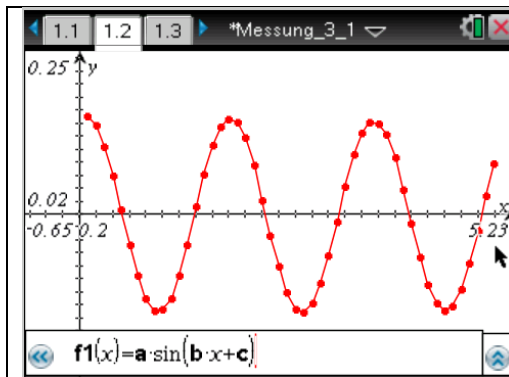 1.1 1.2 1.3 *Messung_3_1
0.25 y
0.02 x
-0.65 0.2 5.23
f1(x)=a·sin(b·x+c)